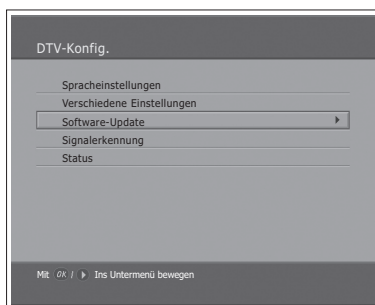 DTV-Konfig.
Spracheinstellungen
Verschiedene Einstellungen
Software-Update
Signalerkennung
Status
Mit OK / Ins Untermenü bewegen